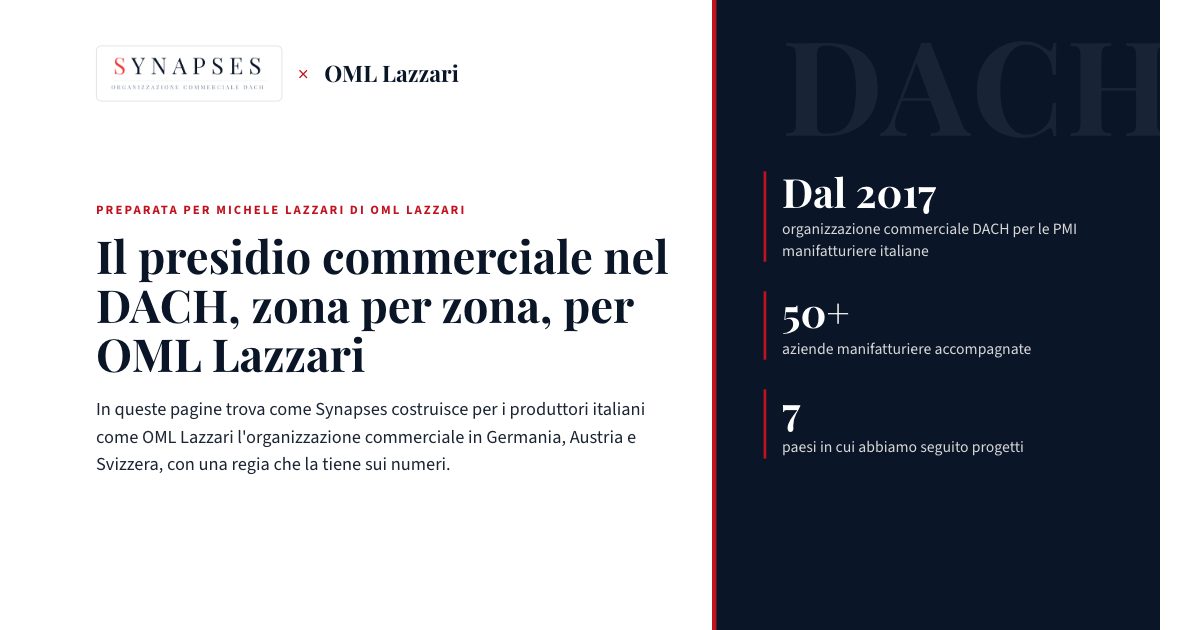 SYNAPSES
ORGANIZZAZIONE COMMERCIALE DACH
× OML Lazzari
PREPARATA PER MICHELE LAZZARI DI OML LAZZARI
Il presidio commerciale nel
DACH, zona per zona, per
OML Lazzari
In queste pagine trova come Synapses costruisce per i produttori italiani
come OML Lazzari l'organizzazione commerciale in Germania, Austria e
Svizzera, con una regia che la tiene sui numeri.
DACH
Dal 2017
organizzazione commerciale DACH per le PMI
manifatturiere italiane
50+
aziende manifatturiere accompagnate
7
paesi in cui abbiamo seguito progetti